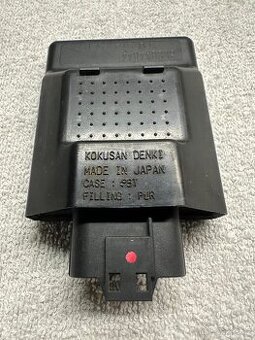 KOKUSAN DENKI
MADE IN JAPAN
CASE : PBT
FILLING : PUR